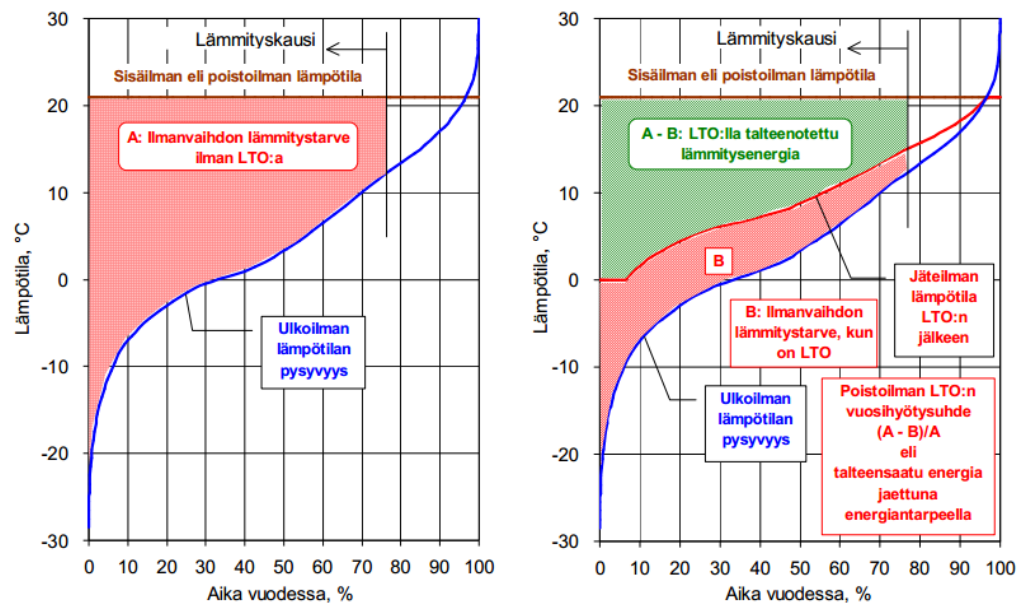 30
20
10
0
-10
-20
-30
Lämpötila, °C
Lämmityskausi
Sisäilman eli poistoilman lämpötila
A: Ilmanvaihdon lämmitystarve
ilman LTO:a
Ulkoilman
lämpötilan
pysyvyys
0 10 20 30 40 50 60 70 80 90 100
Aika vuodessa, %
30
20
10
0
-10
-20
-30
Lämpötila, °C
Lämmityskausi
Sisäilman eli poistoilman lämpötila
A - B: LTO:lla talteenotettu
lämmitysenergia
B
Jäteilman
lämpötila
LTO:n
jälkeen
B: Ilmanvaihdon
lämmitystarve, kun
on LTO
Ulkoilman
lämpötilan
pysyvyys
Poistoilman LTO:n
vuosihyötysuhde
(A - B)/A
eli
talteensaatu energia
jaettuna
energiantarpeella
0 10 20 30 40 50 60 70 80 90 100
Aika vuodessa, %